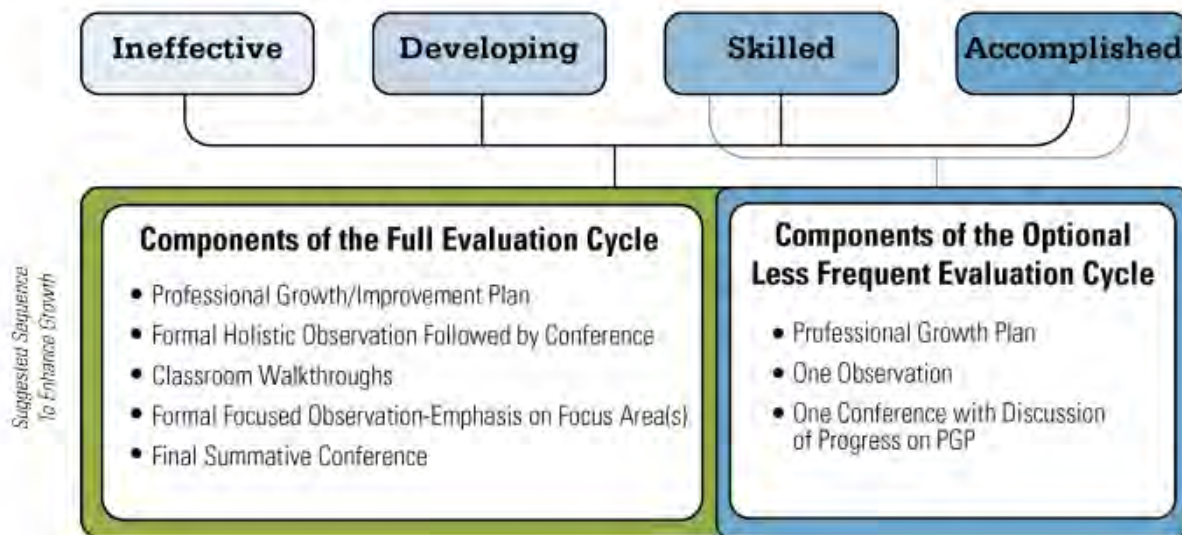 Ineffective
Developing
Skilled
Accomplished
Suggested Sequence
To Enhance Growth
Components of the Full Evaluation Cycle
• Professional Growth/Improvement Plan
• Formal Holistic Observation Followed by Conference
• Classroom Walkthroughs
• Formal Focused Observation-Emphasis on Focus Area(s)
• Final Summative Conference
Components of the Optional
Less Frequent Evaluation Cycle
• Professional Growth Plan
• One Observation
• One Conference with Discussion
of Progress on PGP